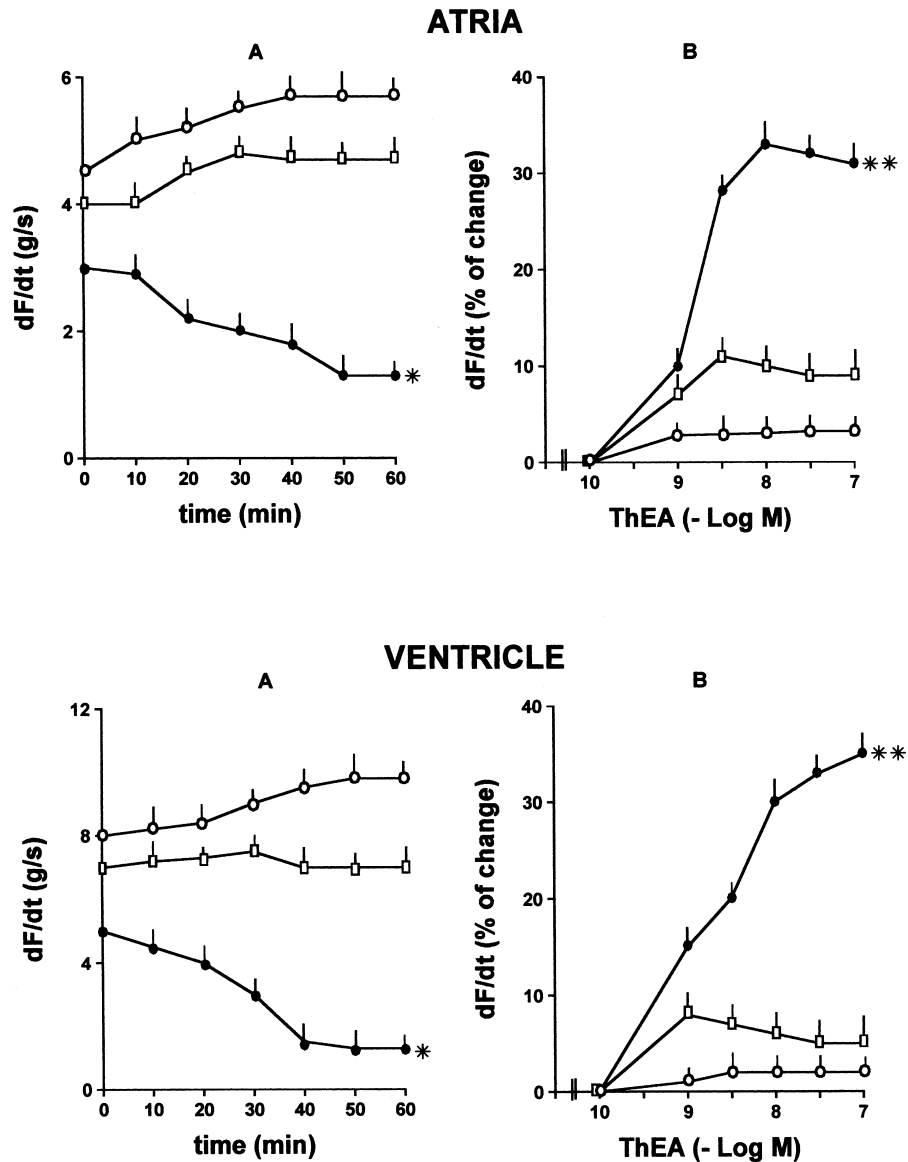 ATRIA
A
B
6
4
2
0
dF/dt (g/s)
0 10 20 30 40 50 60
time (min)
✳
40
30
20
10
0
dF/dt (% of change)
10 9 8 7
ThEA (- Log M)
✳✳
VENTRICLE
A
B
12
8
4
0
dF/dt (g/s)
0 10 20 30 40 50 60
time (min)
✳
40
30
20
10
0
dF/dt (% of change)
10 9 8 7
ThEA (- Log M)
✳✳